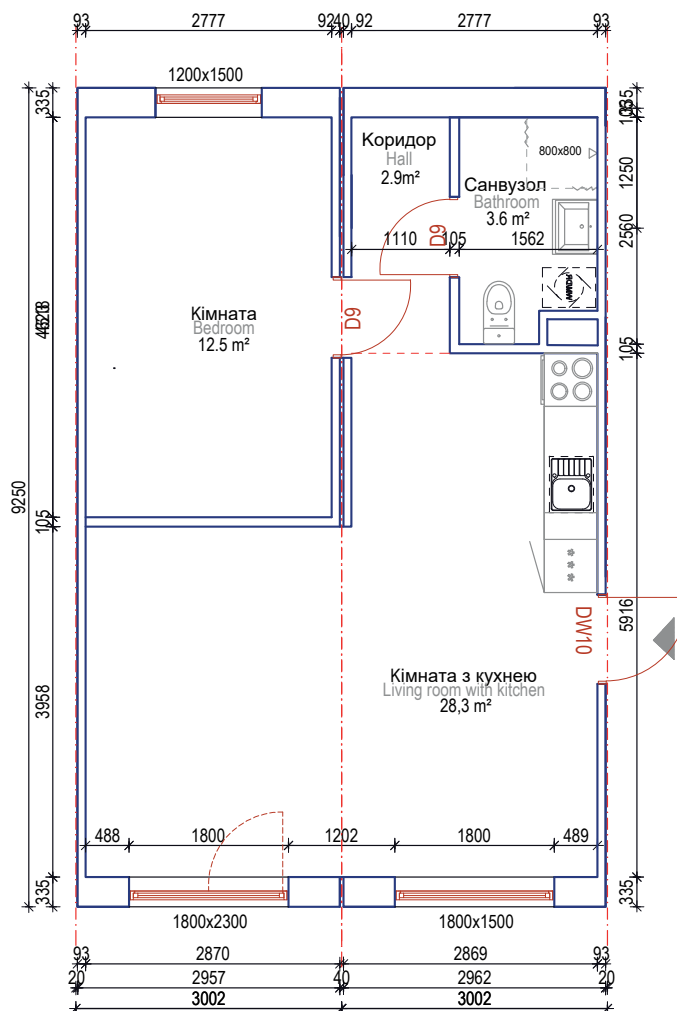 93 2777 92 40 92 2777 93
1200x1500
335
335
Коридор
Hall
2.9m²
800x800
1250
Санвузол
Bathroom
3.6 m²
2560
D9
1110 105 1562
Кімната
Bedroom
12.5 m²
D9
105
9250
105
5916
DW10
Кімната з кухнею
Living room with kitchen
28,3 m²
3958
488 1800 1202 1800 489
335
335
1800x2300 1800x1500
93 2870 2869 93
20 2957 40 2962 20
3002 3002